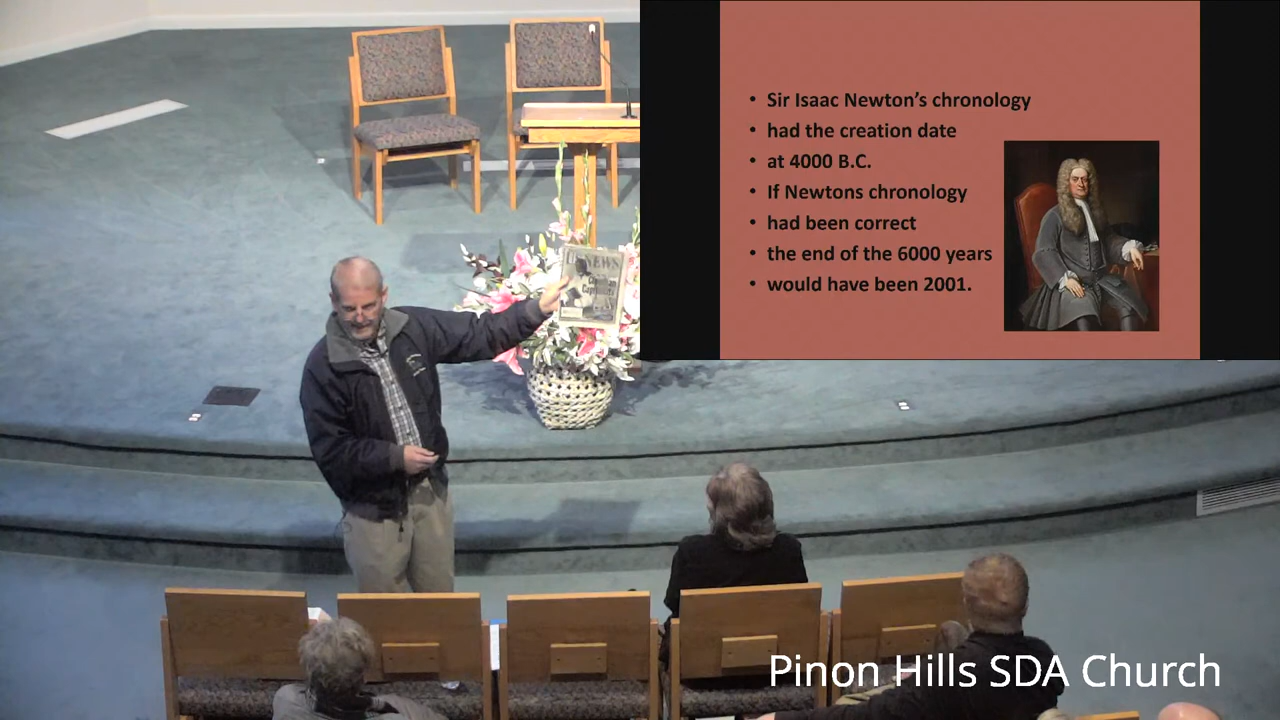 • Sir Isaac Newton’s chronology
• had the creation date
• at 4000 B.C.
• If Newtons chronology
• had been correct
• the end of the 6000 years
• would have been 2001.
NEWS
Pinon Hills SDA Church